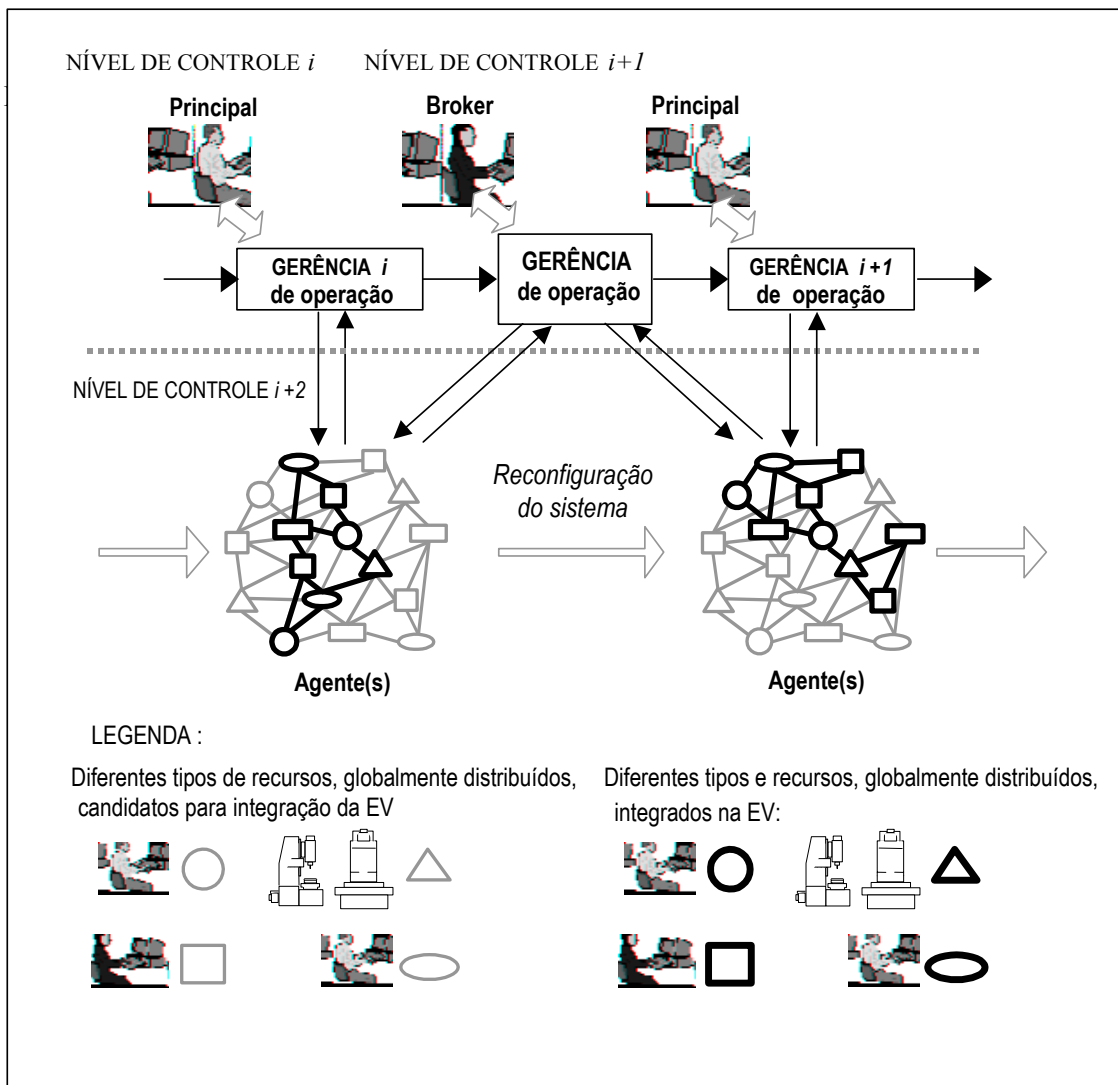 NÍVEL DE CONTROLE i NÍVEL DE CONTROLE i+1
Principal Broker Principal
GERÊNCIA i
de operação
GERÊNCIA
de operação
GERÊNCIA i+1
de operação
NÍVEL DE CONTROLE i+2
Reconfiguração
do sistema
Agente(s) Agente(s)
LEGENDA :
Diferentes tipos de recursos, globalmente distribuídos,
candidatos para integração da EV
Diferentes tipos e recursos, globalmente distribuídos,
integrados na EV: